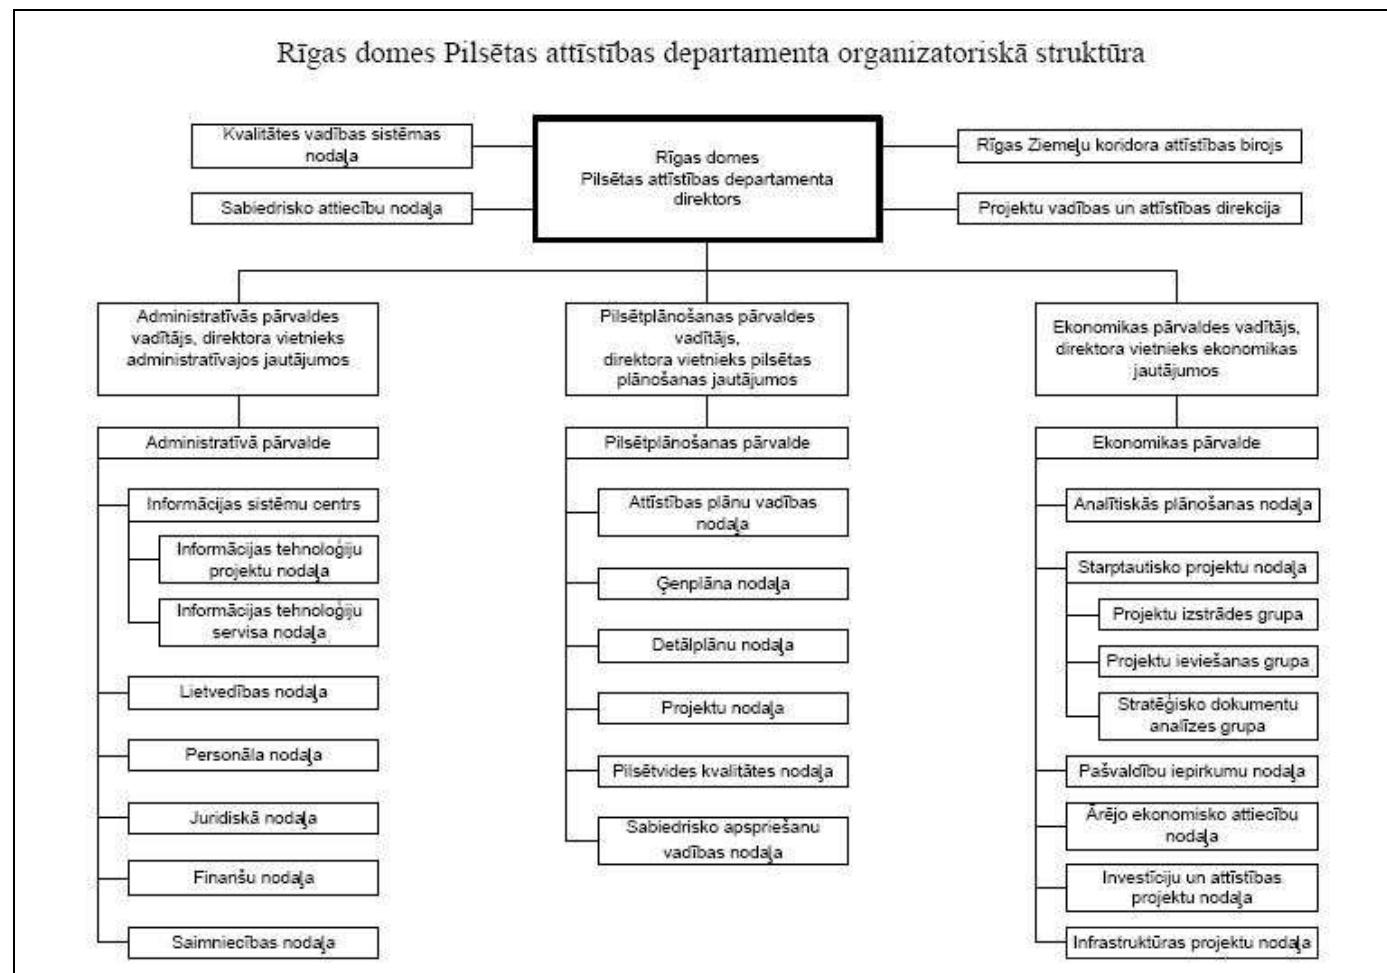 Rīgas domes Pilsētas attīstības departamenta organizatoriskā struktūra
Kvalitātes vadības sistēmas
nodaļa
Sabiedrisko attiecību nodaļa
Rīgas domes
Pilsētas attīstības departamenta
direktors
Rīgas Ziemeļu koridora attīstības birojs
Projektu vadības un attīstības direkcija
Administratīvās pārvaldes
vadītājs, direktora vietnieks
administratīvajos jautājumos
Administratīvā pārvalde
Informācijas sistēmu centrs
Informācijas tehnoloģiju
projektu nodaļa
Informācijas tehnoloģiju
servisa nodaļa
Lietvedības nodaļa
Personāla nodaļa
Juridiskā nodaļa
Finanšu nodaļa
Saimniecības nodaļa
Pilsētplānošanas pārvaldes
vadītājs,
direktora vietnieks pilsētas
plānošanas jautājumos
Pilsētplānošanas pārvalde
Attīstības plānu vadības
nodaļa
Ģenplāna nodaļa
Detālplānu nodaļa
Projektu nodaļa
Pilsētvides kvalitātes nodaļa
Sabiedrisko apspriešanu
vadības nodaļa
Ekonomikas pārvaldes vadītājs,
direktora vietnieks ekonomikas
jautājumos
Ekonomikas pārvalde
Analītiskās plānošanas nodaļa
Starptautisko projektu nodaļa
Projektu izstrādes grupa
Projektu ieviešanas grupa
Stratēģisko dokumentu
analīzes grupa
Pašvaldību iepirkumu nodaļa
Ārējo ekonomisko attiecību
nodaļa
Investīciju un attīstības
projektu nodaļa
Infrastruktūras projektu nodaļa